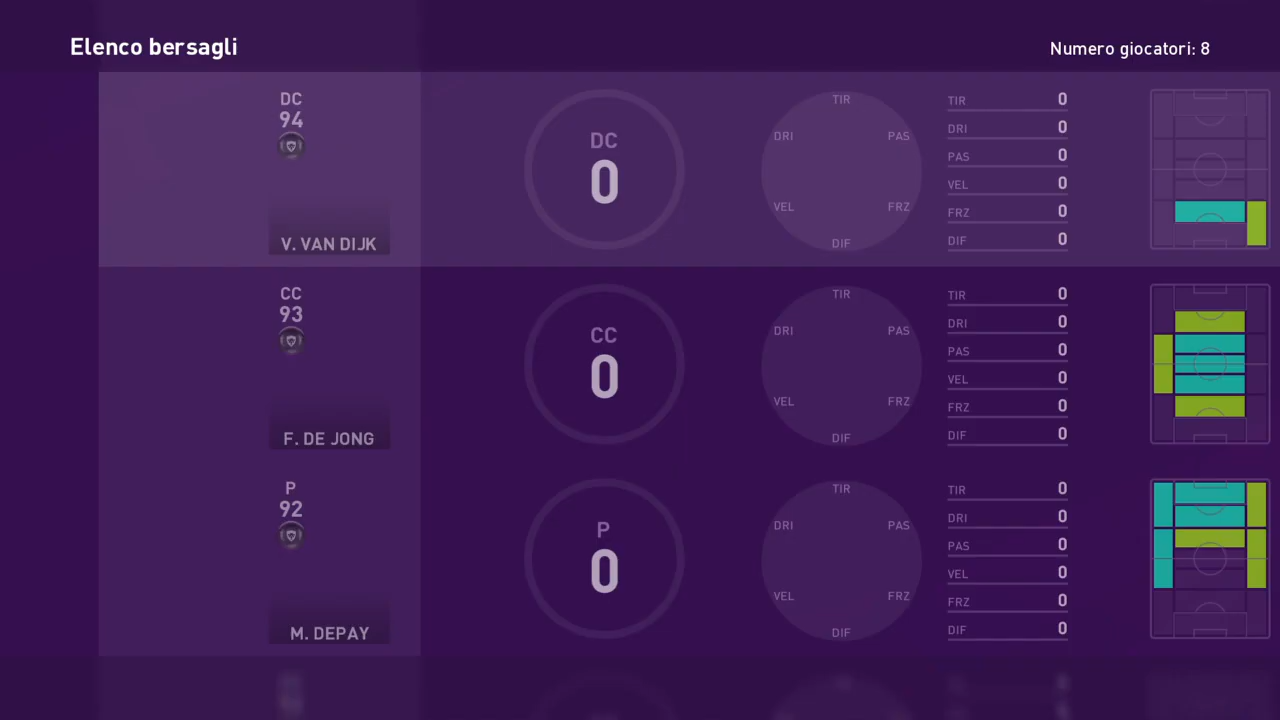 Elenco bersagli
Numero giocatori: 8
DC
94
V. VAN DIJK
DC
0
TIR
DRI
PAS
VEL
FRZ
DIF
TIR 0
DRI 0
PAS 0
VEL 0
FRZ 0
DIF 0
CC
93
F. DE JONG
CC
0
TIR
DRI
PAS
VEL
FRZ
DIF
TIR 0
DRI 0
PAS 0
VEL 0
FRZ 0
DIF 0
P
92
M. DEPAY
P
0
TIR
DRI
PAS
VEL
FRZ
DIF
TIR 0
DRI 0
PAS 0
VEL 0
FRZ 0
DIF 0